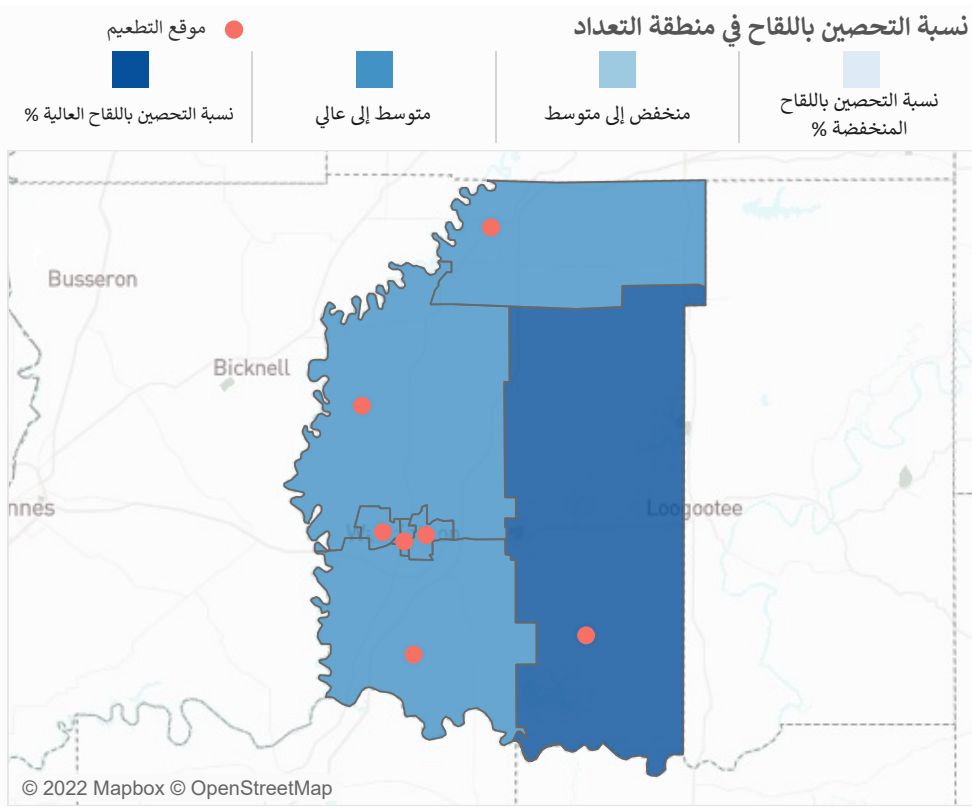 نسبة التحصين باللقاح في منطقة التعداد
موقع التطعيم
نسبة التحصين باللقاح
المنخفضة %
منخفض إلى متوسط
متوسط إلى عالي
نسبة التحصين باللقاح العالية %
Busseron
Bicknell
nnes
Loogootee
© 2022 Mapbox © OpenStreetMap